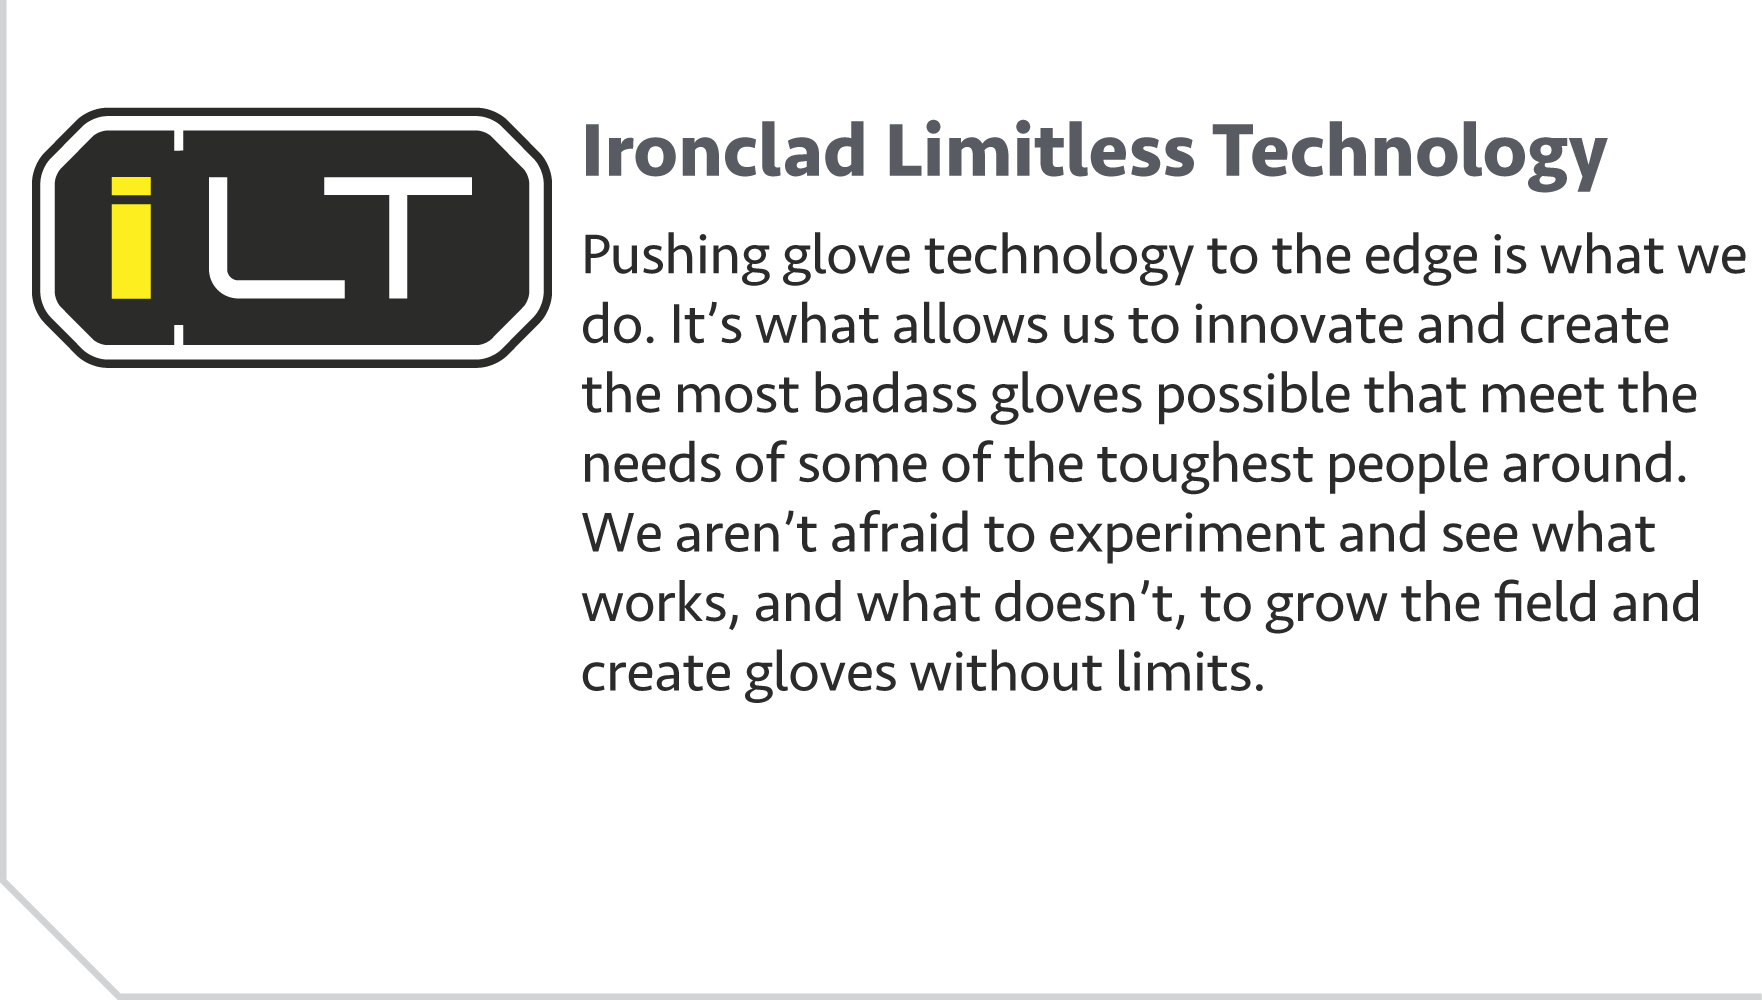 iLT
Ironclad Limitless Technology
Pushing glove technology to the edge is what we
do. It’s what allows us to innovate and create
the most badass gloves possible that meet the
needs of some of the toughest people around.
We aren’t afraid to experiment and see what
works, and what doesn’t, to grow the field and
create gloves without limits.